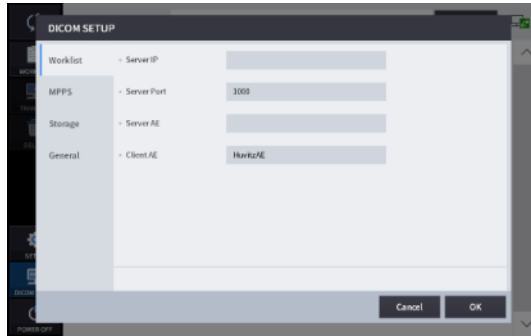 DICOM SETUP
Worklist
- Server IP
MPPS
- Server Port
3000
Storage
- Server AE
General
- Client AE
HuvitzAE
Cancel
OK
POWER OFF